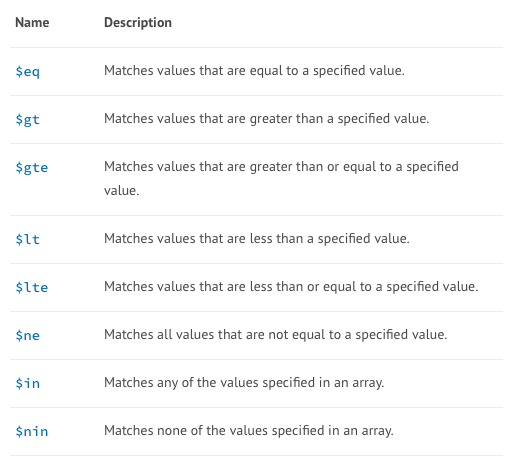 Name Description
$eq Matches values that are equal to a specified value.
$gt Matches values that are greater than a specified value.
$gte Matches values that are greater than or equal to a specified
value.
$lt Matches values that are less than a specified value.
$lte Matches values that are less than or equal to a specified value.
$ne Matches all values that are not equal to a specified value.
$in Matches any of the values specified in an array.
$nin Matches none of the values specified in an array.